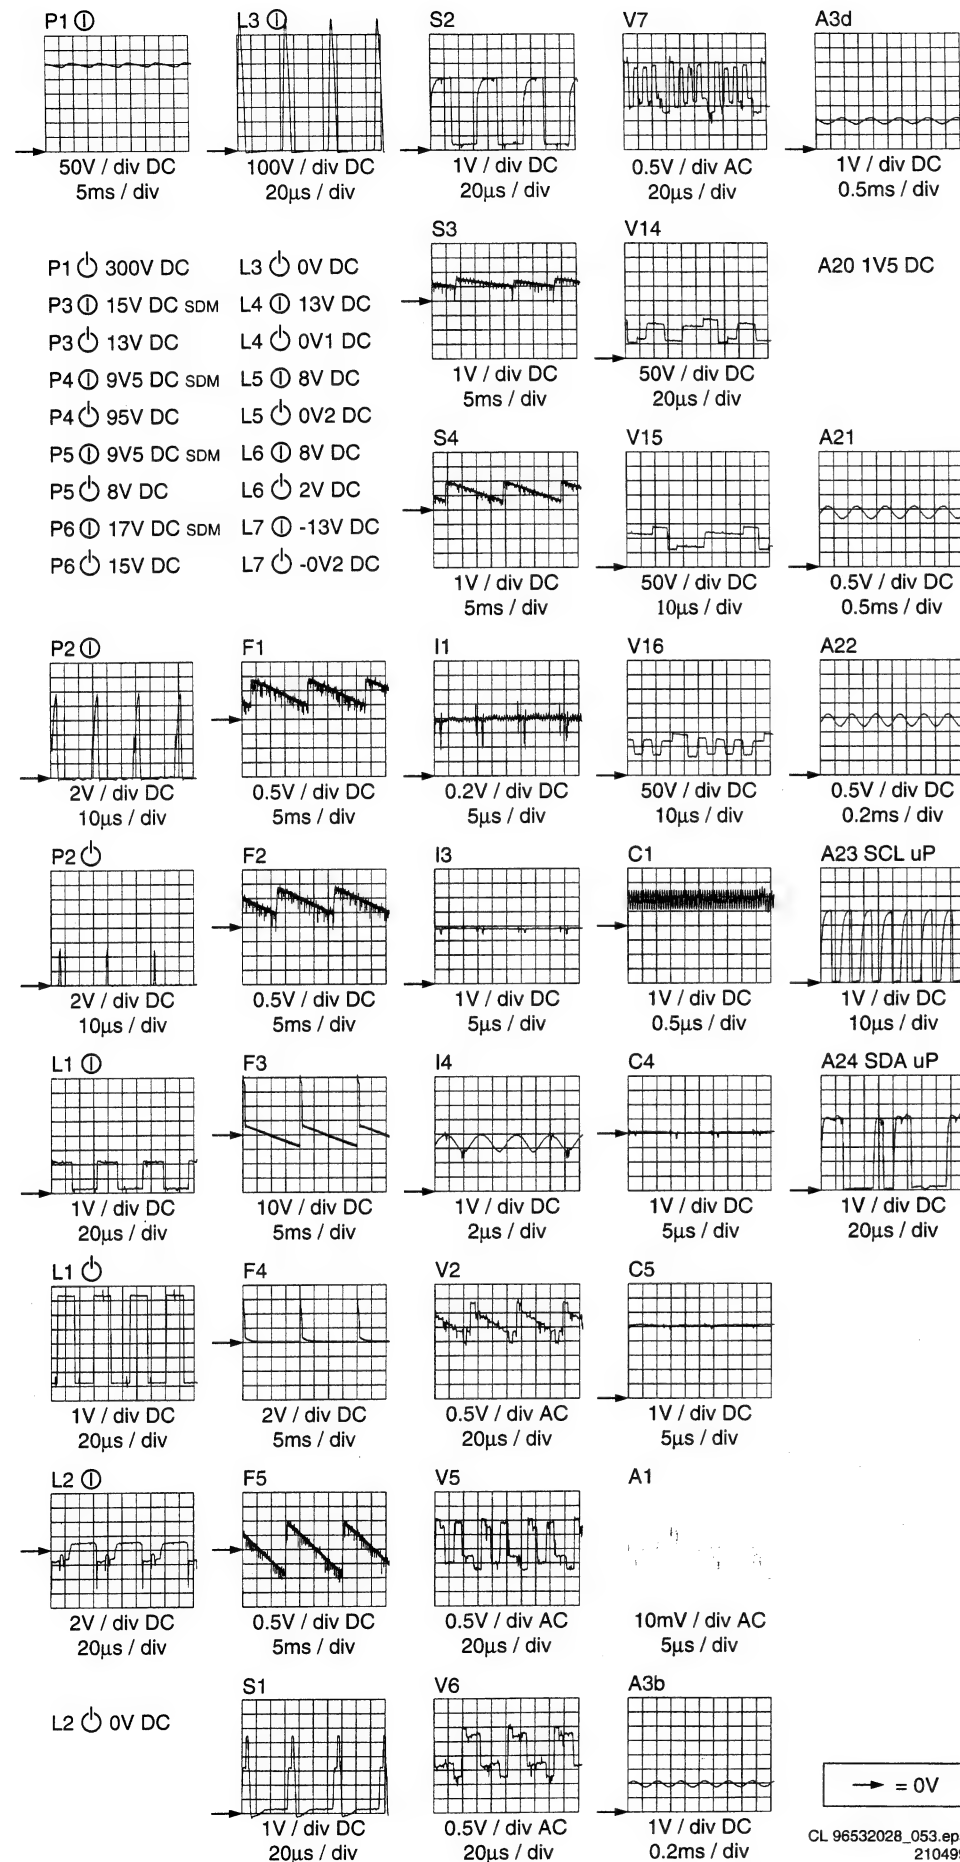 P1 Ⓘ
50V / div DC
5ms / div
L3 Ⓘ
100V / div DC
20µs / div
S2
1V / div DC
20µs / div
V7
0.5V / div AC
20µs / div
A3d
1V / div DC
0.5ms / div
P1 ⏻ 300V DC
P3 Ⓘ 15V DC SDM
P3 ⏻ 13V DC
P4 Ⓘ 9V5 DC SDM
P4 ⏻ 95V DC
P5 Ⓘ 9V5 DC SDM
P5 ⏻ 8V DC
P6 Ⓘ 17V DC SDM
P6 ⏻ 15V DC
L3 ⏻ 0V DC
L4 Ⓘ 13V DC
L4 ⏻ 0V1 DC
L5 Ⓘ 8V DC
L5 ⏻ 0V2 DC
L6 Ⓘ 8V DC
L6 ⏻ 2V DC
L7 Ⓘ -13V DC
L7 ⏻ -0V2 DC
S3
1V / div DC
5ms / div
V14
50V / div DC
20µs / div
A20 1V5 DC
S4
1V / div DC
5ms / div
V15
50V / div DC
10µs / div
A21
0.5V / div DC
0.5ms / div
P2 Ⓘ
2V / div DC
10µs / div
F1
0.5V / div DC
5ms / div
I1
0.2V / div DC
5µs / div
V16
50V / div DC
10µs / div
A22
0.5V / div DC
0.2ms / div
P2 ⏻
2V / div DC
10µs / div
F2
0.5V / div DC
5ms / div
I3
1V / div DC
5µs / div
C1
1V / div DC
0.5µs / div
A23 SCL uP
1V / div DC
10µs / div
L1 Ⓘ
1V / div DC
20µs / div
F3
10V / div DC
5ms / div
I4
1V / div DC
2µs / div
C4
1V / div DC
5µs / div
A24 SDA uP
1V / div DC
20µs / div
L1 ⏻
1V / div DC
20µs / div
F4
2V / div DC
5ms / div
V2
0.5V / div AC
20µs / div
C5
1V / div DC
5µs / div
L2 Ⓘ
2V / div DC
20µs / div
F5
0.5V / div DC
5ms / div
V5
0.5V / div AC
20µs / div
A1
10mV / div AC
5µs / div
L2 ⏻ 0V DC
S1
1V / div DC
20µs / div
V6
0.5V / div AC
20µs / div
A3b
1V / div DC
0.2ms / div
→ = 0V
CL 96532028_053.ep
210499